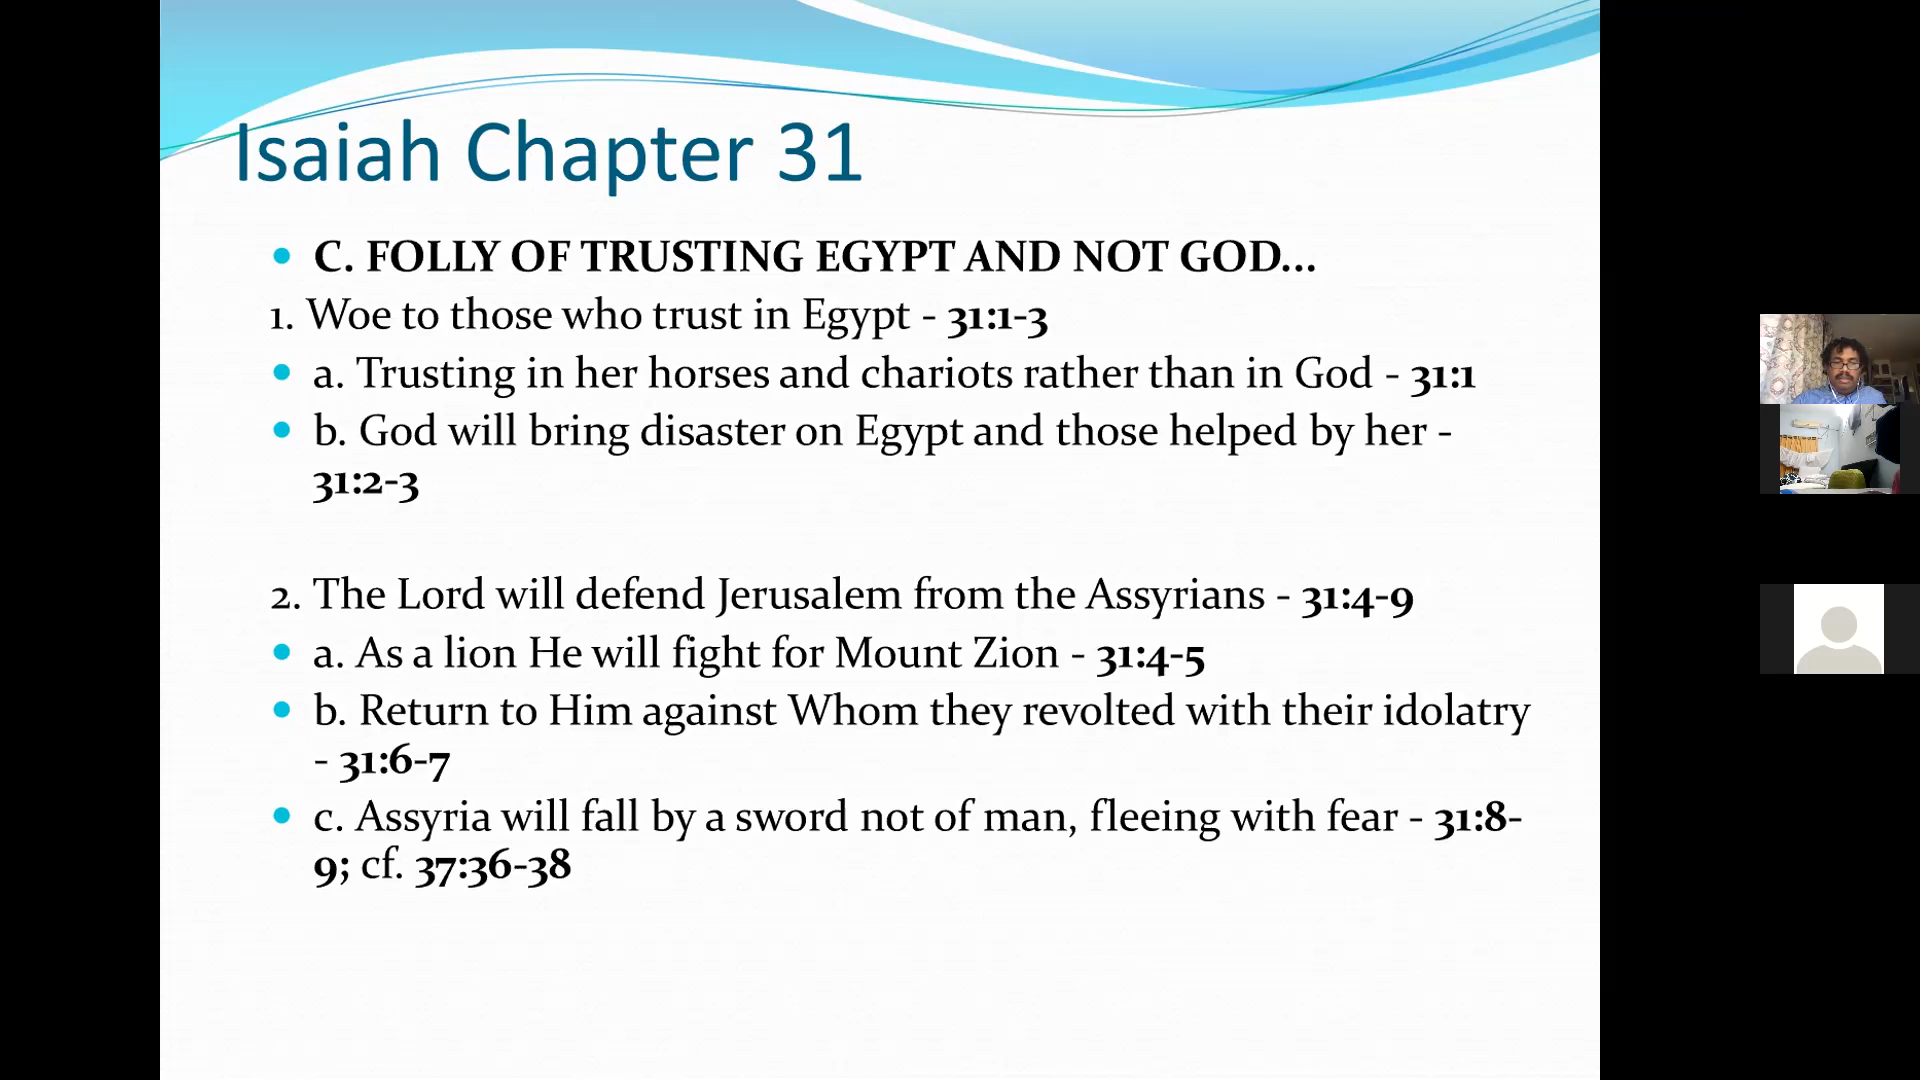 Isaiah Chapter 31
• C. FOLLY OF TRUSTING EGYPT AND NOT GOD...
1. Woe to those who trust in Egypt - 31:1-3
• a. Trusting in her horses and chariots rather than in God - 31:1
• b. God will bring disaster on Egypt and those helped by her -
31:2-3
2. The Lord will defend Jerusalem from the Assyrians - 31:4-9
• a. As a lion He will fight for Mount Zion - 31:4-5
• b. Return to Him against Whom they revolted with their idolatry
- 31:6-7
• c. Assyria will fall by a sword not of man, fleeing with fear - 31:8-
9; cf. 37:36-38